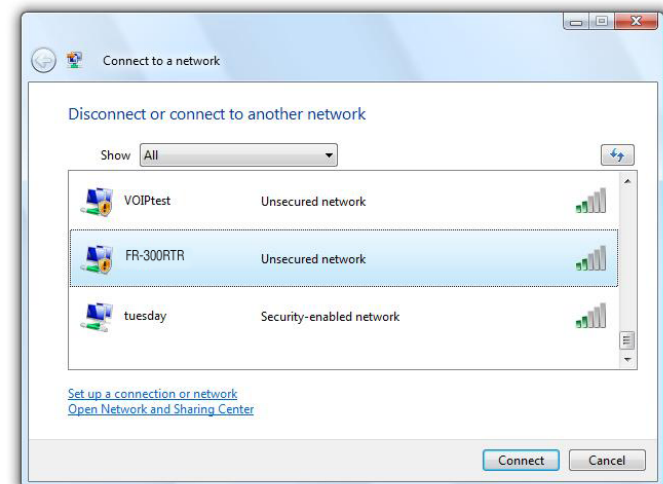 Connect to a network
Disconnect or connect to another network
Show All
VOIPtest Unsecured network
FR-300RTR Unsecured network
tuesday Security-enabled network
Set up a connection or network
Open Network and Sharing Center
Connect Cancel